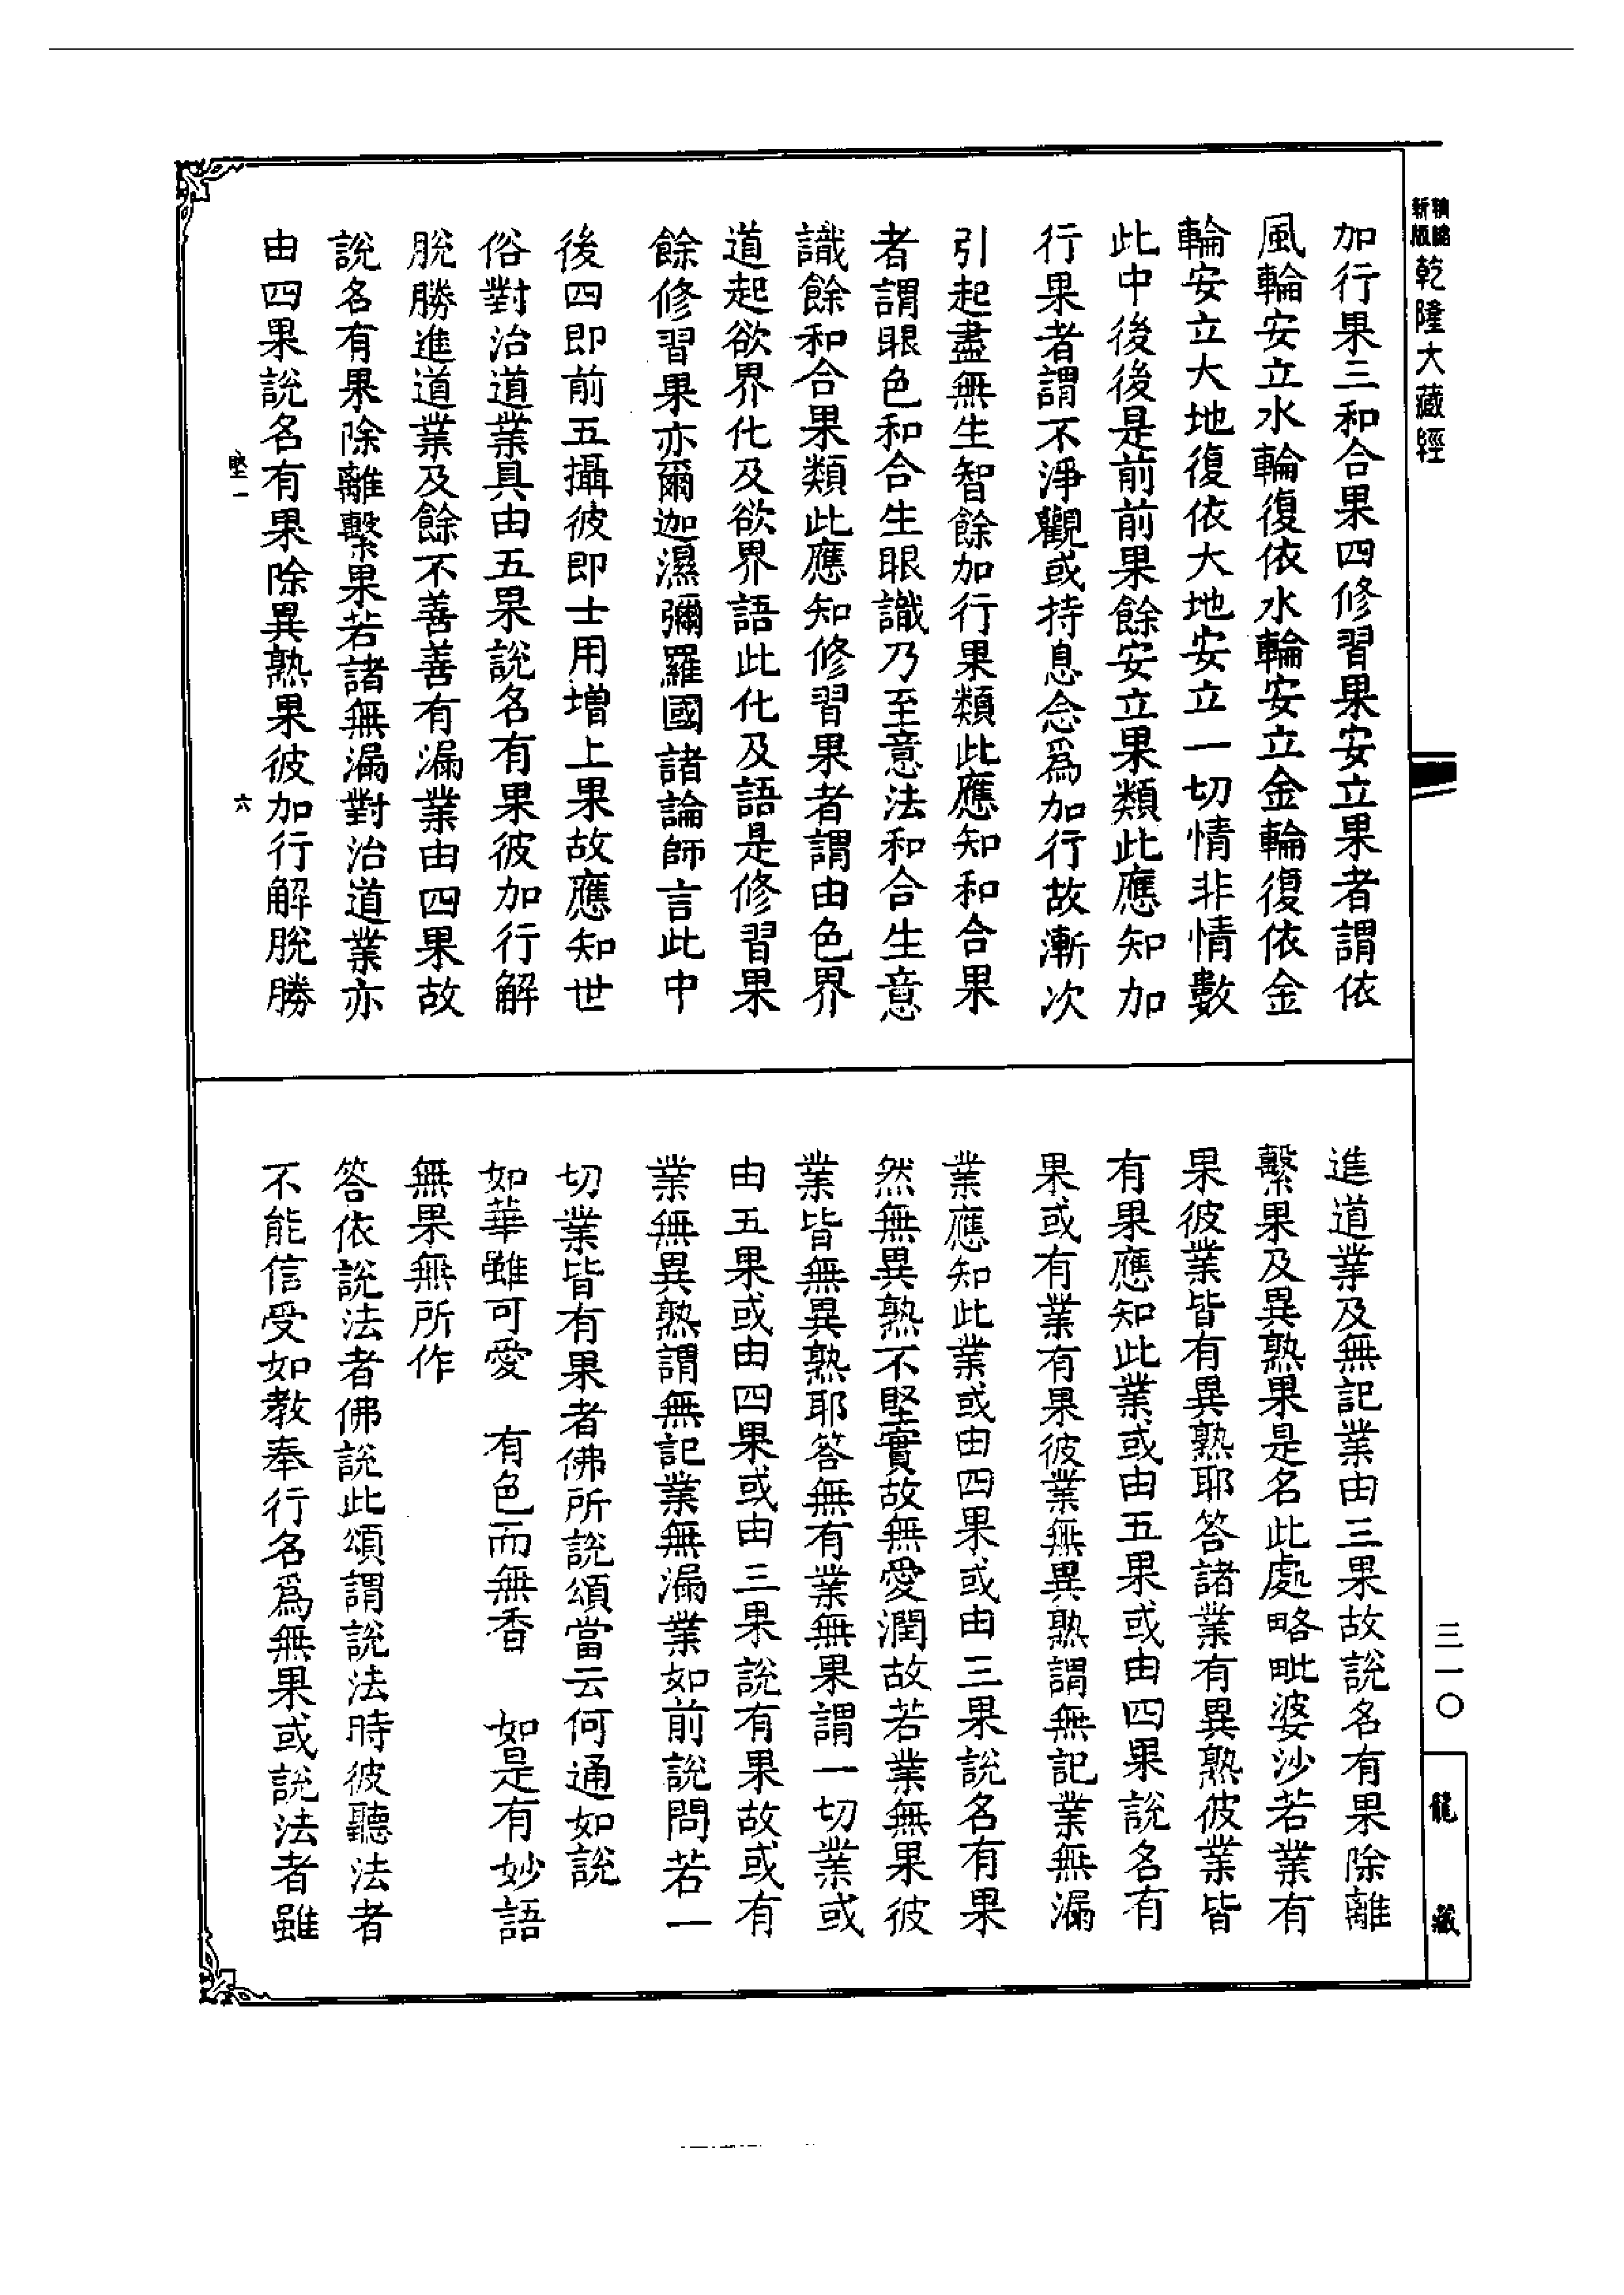 新版
精縮
乾隆大藏經
加行果三和合果四修習果安立果者謂依
風輪安立水輪復依水輪安立金輪復依金
輪安立大地復依大地安立一切情非情數
此中後後是前前果餘安立果類此應知加
行果者謂不淨觀或持息念爲加行故漸次
引起盡無生智餘加行果類此應知和合果
者謂眼色和合生眼識乃至意法和合生意
識餘和合果類此應知修習果者謂由色界
道起欲界化及欲界語此化及語是修習果
餘修習果亦爾迦濕彌羅國諸論師言此中
後四即前五攝彼即士用增上果故應知世
俗對治道業具由五果說名有果彼加行解
脫勝進道業及餘不善善有漏業由四果故
說名有果除離繫果若諸無漏對治道業亦
由四果說名有果除異熟果彼加行解脫勝
堅一
六
進道業及無記業由三果故說名有果除離
繫果及異熟果是名此處略毗婆沙若業有
果彼業皆有異熟耶答諸業有異熟彼業皆
有果應知此業或由五果或由四果說名有
果或有業有果彼業無異熟謂無記業無漏
業應知此業或由四果或由三果說名有果
然無異熟不堅實故無愛潤故若業無果彼
業皆無異熟耶答無有業無果謂一切業或
由五果或由四果或由三果說有果故或有
業無異熟謂無記業無漏業如前說問若一
切業皆有果者佛所說頌當云何通如說
如華雖可愛　有色而無香　如是有妙語
無果無所作
答依說法者佛說此頌謂說法時彼聽法者
不能信受如教奉行名爲無果或說法者雖
三一〇
龍藏